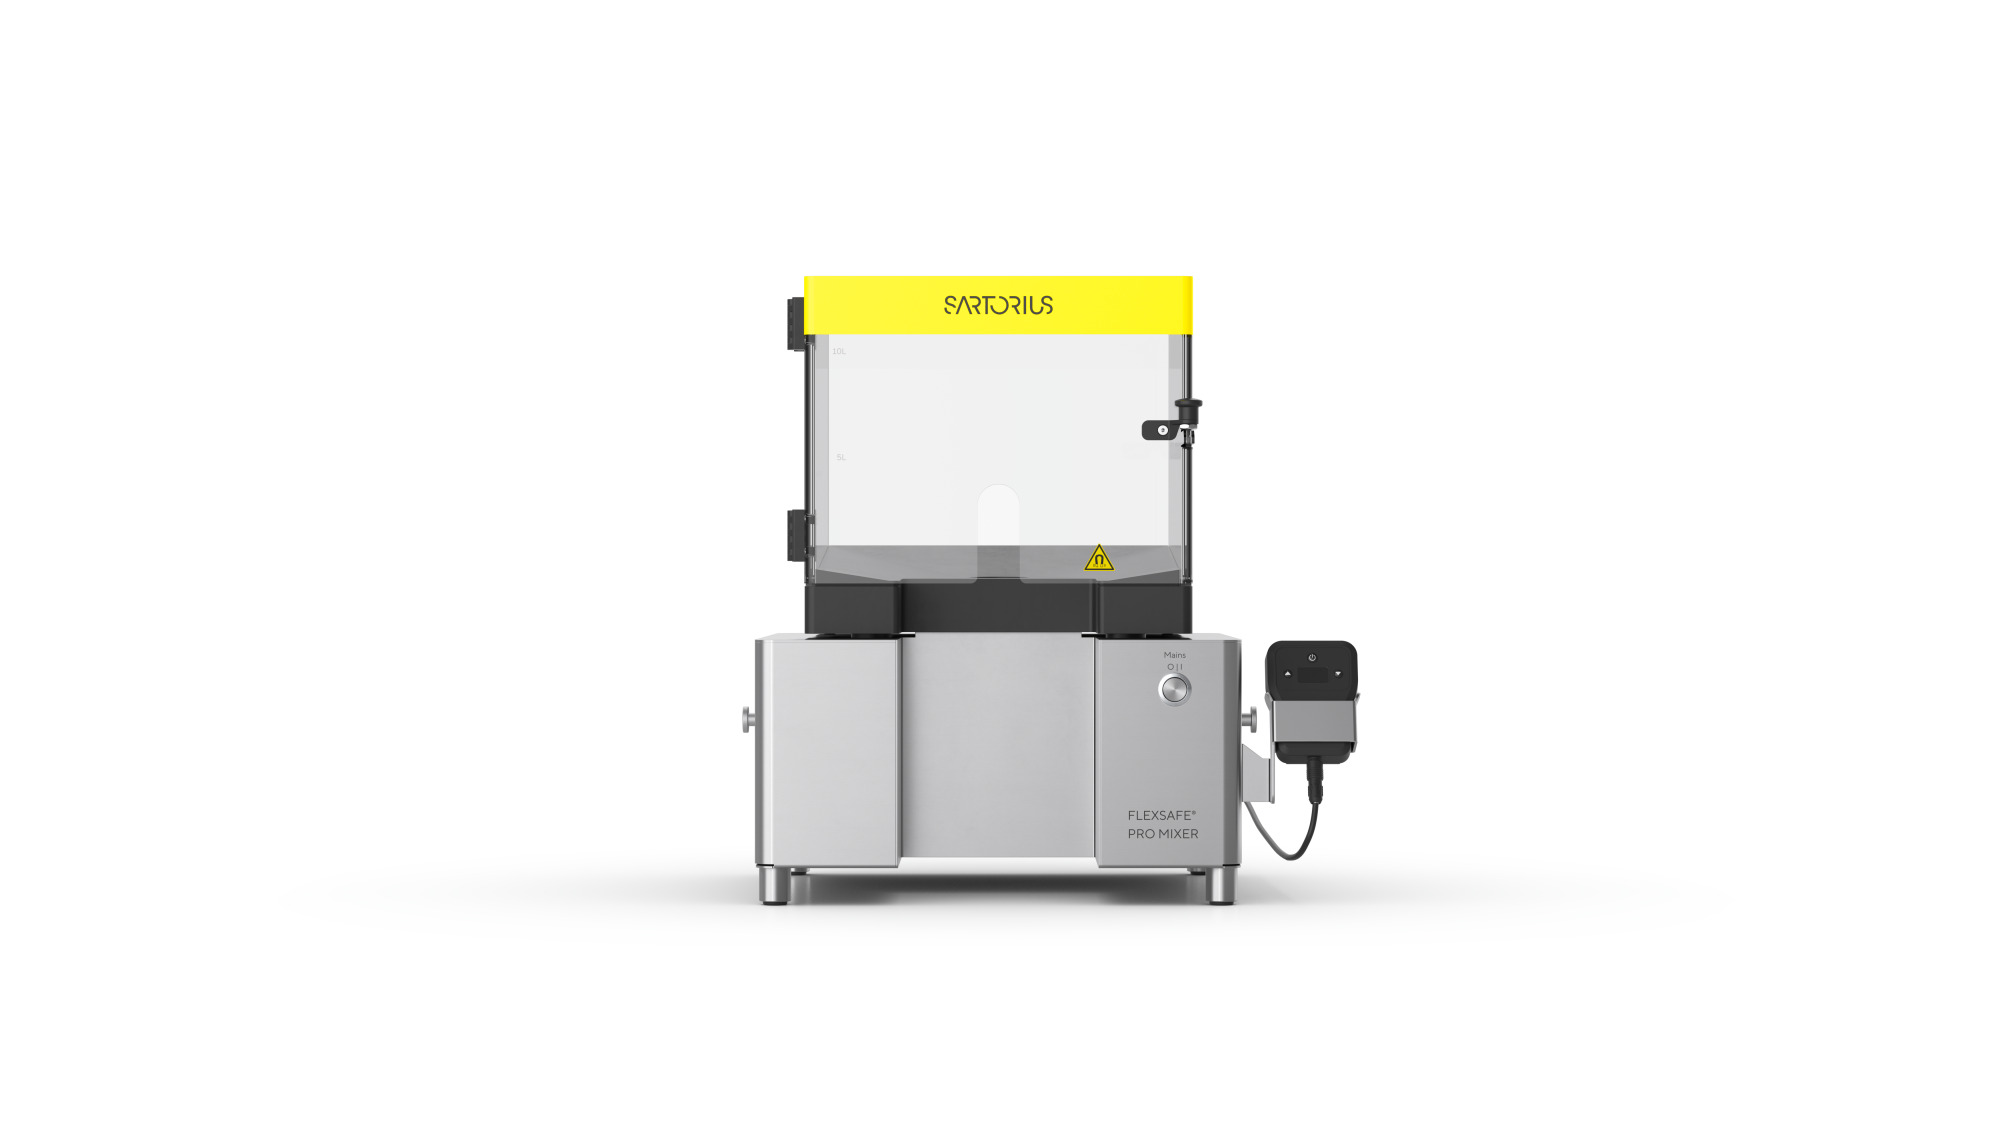 SARTORIUS
10L
5L
Mains
O | I
FLEXSAFE®
PRO MIXER